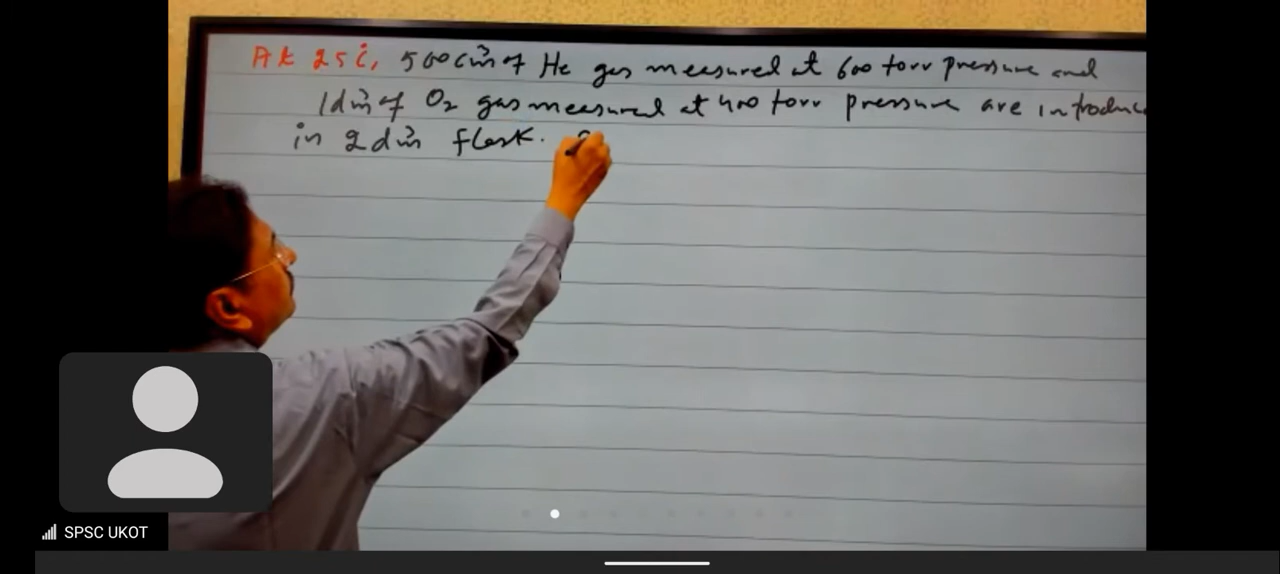 At 25°C, 500 cm³ of He gas measured at 600 torr pressure and
1 dm³ of O₂ gas measured at 400 torr pressure are introduce
in 2 dm³ flask.
SPSC UKOT